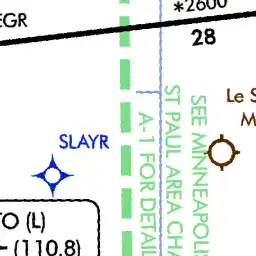 *2600
EGR
28
Le S
M
SLAYR
SEE MINNEAPOLIS
ST PAUL AREA CHA
A-1 FOR DETAIL
TO (L)
(110.8)